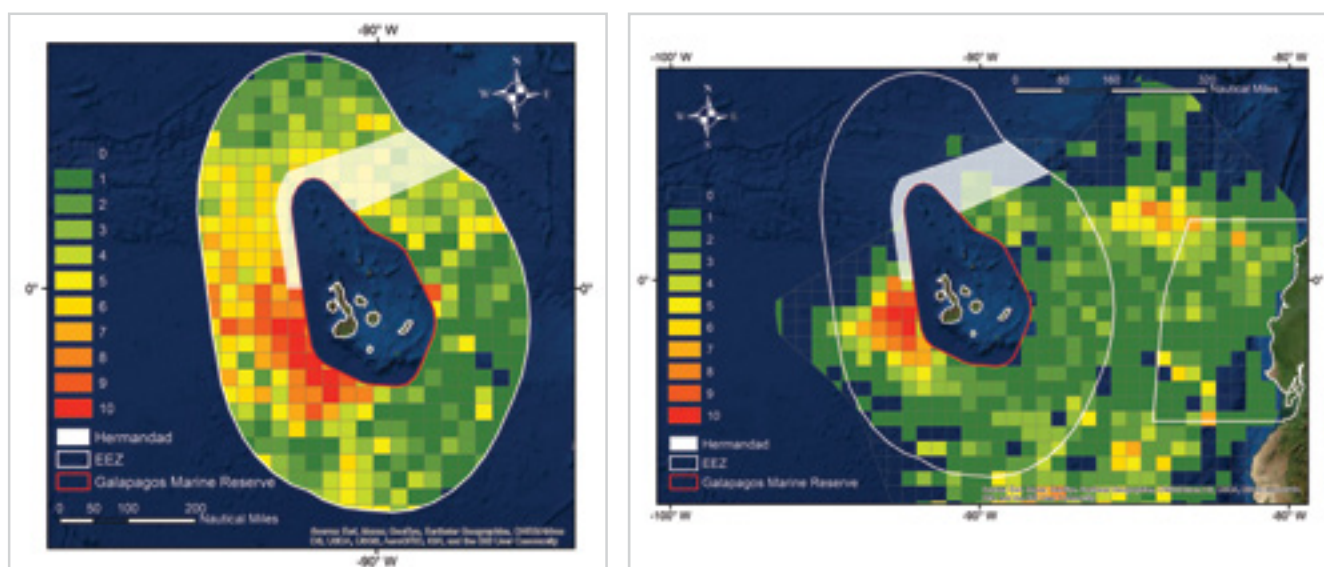 -90° W
N
W
E
S
0
1
2
3
4
5
6
7
8
9
10
Hermandad
EEZ
Galapagos Marine Reserve
0 50 100 200
Nautical Miles
0°
0°
-90° W
-100° W
-90° W
-80° W
N
W
E
S
0
160
320
Nautical Miles
0
1
2
3
4
5
6
7
8
9
10
Hermandad
EEZ
Galapagos Marine Reserve
0°
0°
-100° W
-90° W
-80° W